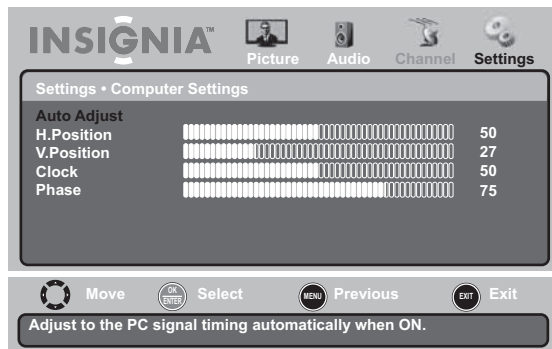 INSIGNIA™
Picture Audio Channel Settings
Settings • Computer Settings
Auto Adjust
H.Position 50
V.Position 27
Clock 50
Phase 75
Move OK ENTER Select MENU Previous EXIT Exit
Adjust to the PC signal timing automatically when ON.